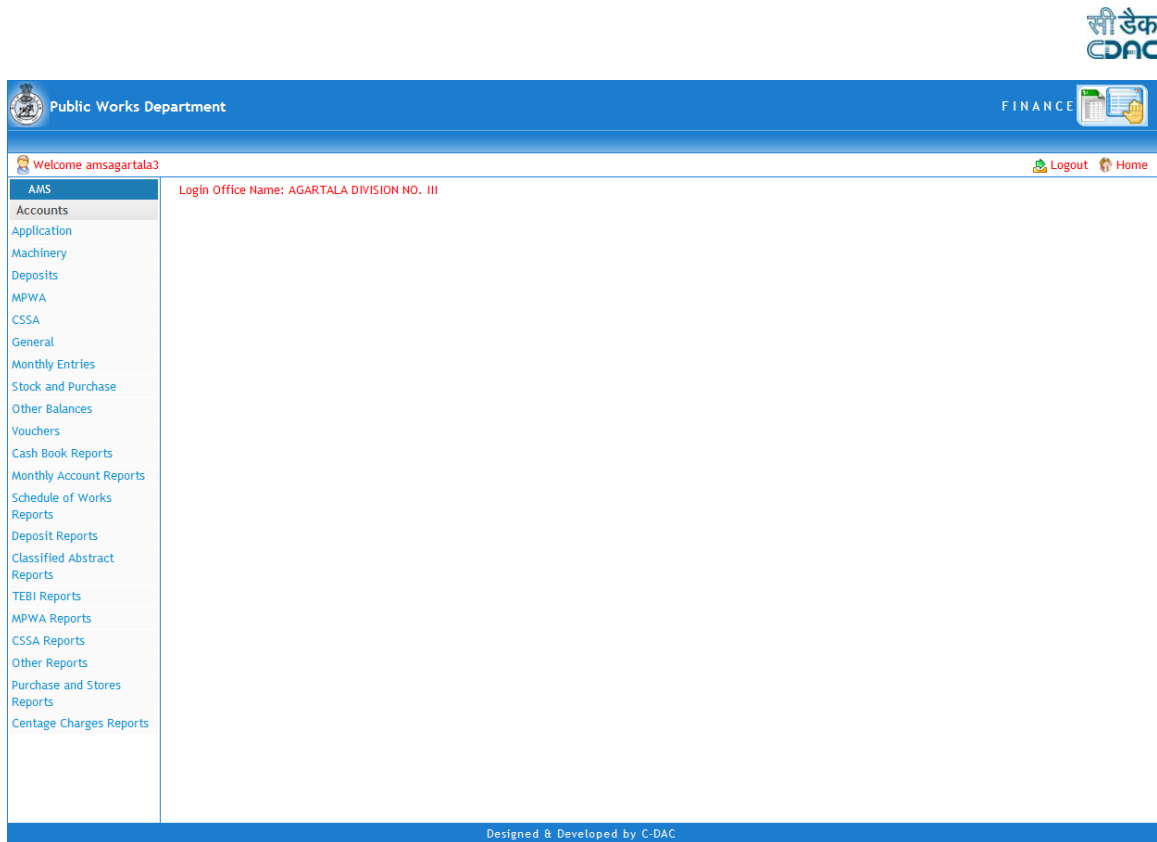 सी डैक
CDAC
Public Works Department
FINANCE
Welcome amsagartala3
Logout
Home
AMS
Login Office Name: AGARTALA DIVISION NO. III
Accounts
Application
Machinery
Deposits
MPWA
CSSA
General
Monthly Entries
Stock and Purchase
Other Balances
Vouchers
Cash Book Reports
Monthly Account Reports
Schedule of Works
Reports
Deposit Reports
Classified Abstract
Reports
TEBI Reports
MPWA Reports
CSSA Reports
Other Reports
Purchase and Stores
Reports
Centage Charges Reports
Designed & Developed by C-DAC